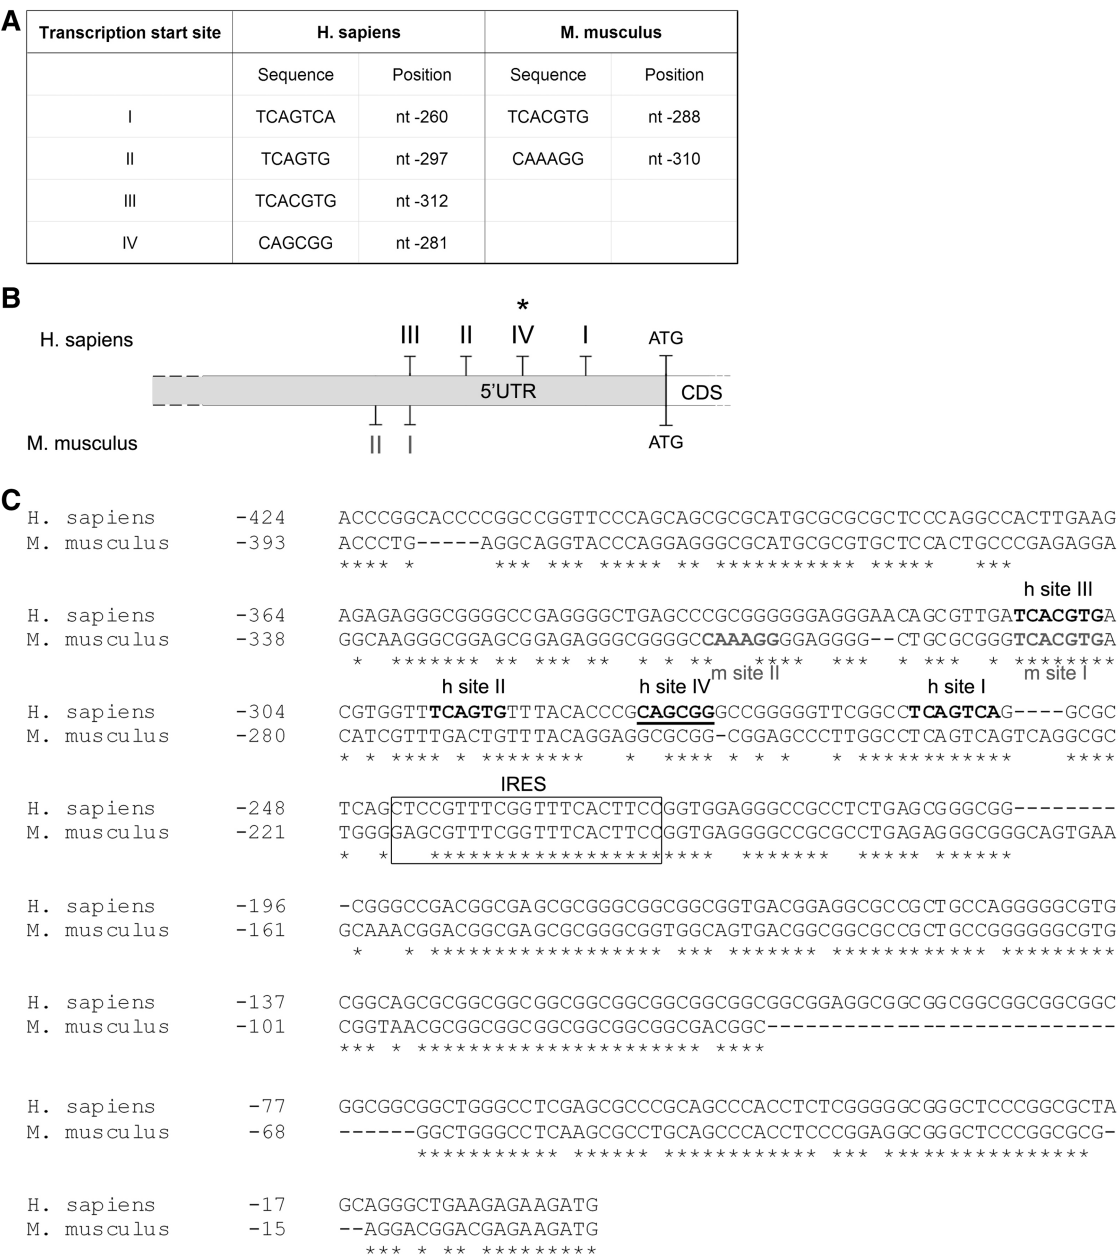 A
Transcription start site H. sapiens M. musculus
Sequence Position Sequence Position
I TCAGTCA nt -260 TCACGTG nt -288
II TCAGTG nt -297 CAAAGG nt -310
III TCACGTG nt -312
IV CAGCGG nt -281
B
*
H. sapiens III II IV I ATG
5'UTR CDS
M. musculus II I ATG
C
H. sapiens -424 ACCCGGCACCCCGGCCGGTTCCCAGCAGCGCGCATGCGCGCGCTCCCAGGCCACTTGAAG
M. musculus -393 ACCCTG-----AGGCAGGTACCCAGGAGGGCGCATGCGCGTGCTCCACTGCCCGAGAGGA
**** * *** *** **** ** *********** ***** ***
h site III
H. sapiens -364 AGAGAGGGCGGGGCCGAGGGGCTGAGCCCGCGGGGGGAGGGAACAGCGTTGATCACGTGA
M. musculus -338 GGCAAGGGCGGAGCGGAGAGGGCGGGGCCAAAGGGGAGGGG--CTGCGCGGGTCACGTGA
* ******* ** *** ** * * * ** **** *** * *** * ********
m site II m site I
h site II h site IV h site I
H. sapiens -304 CGTGGTTTCAGTGTTTACACCCGCAGCGGGCCGGGGGTTCGGCCTCAGTCAG----GCGC
M. musculus -280 CATCGTTTGACTGTTTACAGGAGGCGCGG-CGGAGCCCTTGGCCTCAGTCAGTCAGGCGC
* * **** * ********* * **** * * * * ************ ****
IRES
H. sapiens -248 TCAGCTCCGTTTCGGTTTCACTTCCGGTGGAGGGCCGCCTCTGAGCGGGCGG--------
M. musculus -221 TGGGGAGCGTTTCGGTTTCACTTCCGGTGAGGGGCCGCGCCTGAGAGGGCGGGCAGTGAA
* * ********************** ******* ***** ******
H. sapiens -196 -CGGGCCGACGGCGAGCGCGGGCGGCGGCGGTGACGGAGGCGCCGCTGCCAGGGGGCGTG
M. musculus -161 GCAAACGGACGGCGAGCGCGGGCGGTGGCAGTGACGGCGGCGCCGCTGCCGGGGGGCGTG
* * ****************** *** ******* ************ *********
H. sapiens -137 CGGCAGCGCGGCGGCGGCGGCGGCGGCGGCGGCGGCGGAGGCGGCGGCGGCGGCGGCGGC
M. musculus -101 CGGTAACGCGGCGGCGGCGGCGGCGGCGACGGC---------------------------
*** * ********************** ****
H. sapiens -77 GGCGGCGGCTGGGCCTCGAGCGCCCGCAGCCCACCTCTCGGGGGCGGGCTCCCGGCGCTA
M. musculus -68 ------GGCTGGGCCTCAAGCGCCTGCAGCCCACCTCCCGGAGGCGGGCTCCCGGCGCG-
*********** ****** ************ *** ****************
H. sapiens -17 GCAGGGCTGAAGAGAAGATG
M. musculus -15 --AGGACGGACGAGAAGATG
*** * ** *********